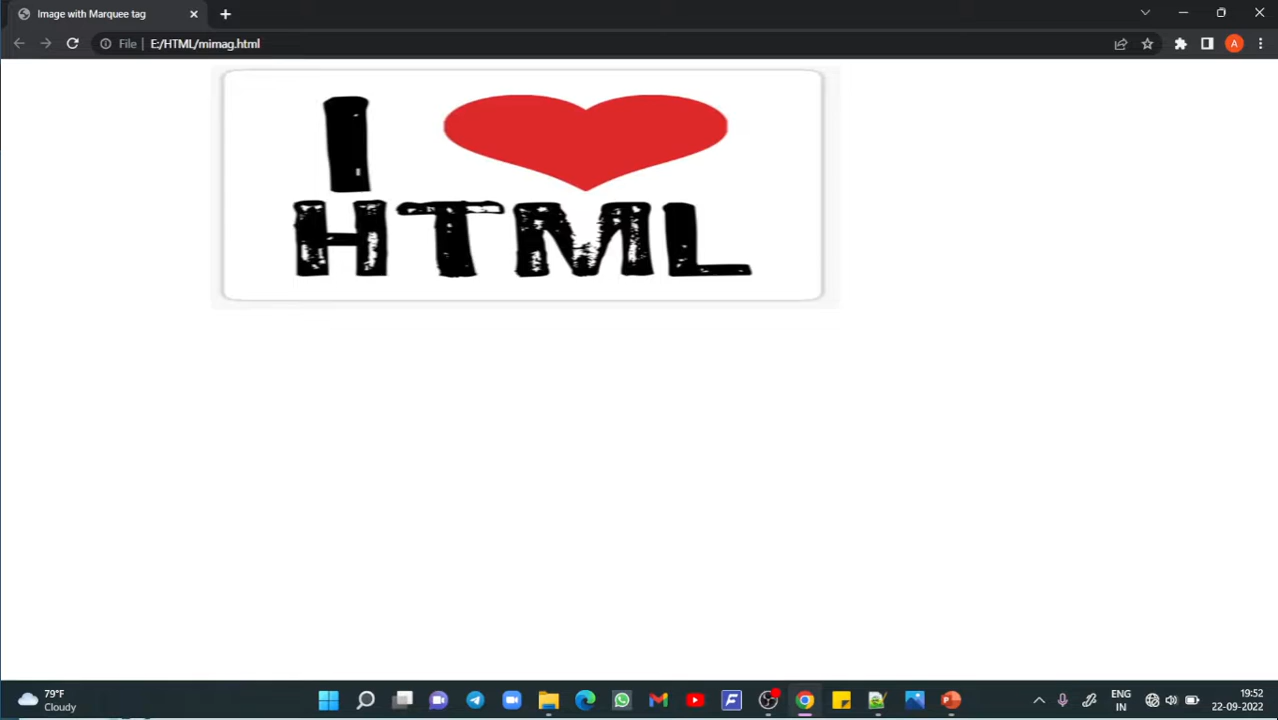 Image with Marquee tag
File | E:/HTML/mimag.html
A
I
HTML
79°F
Cloudy
ENG
IN
19:52
22-09-2022